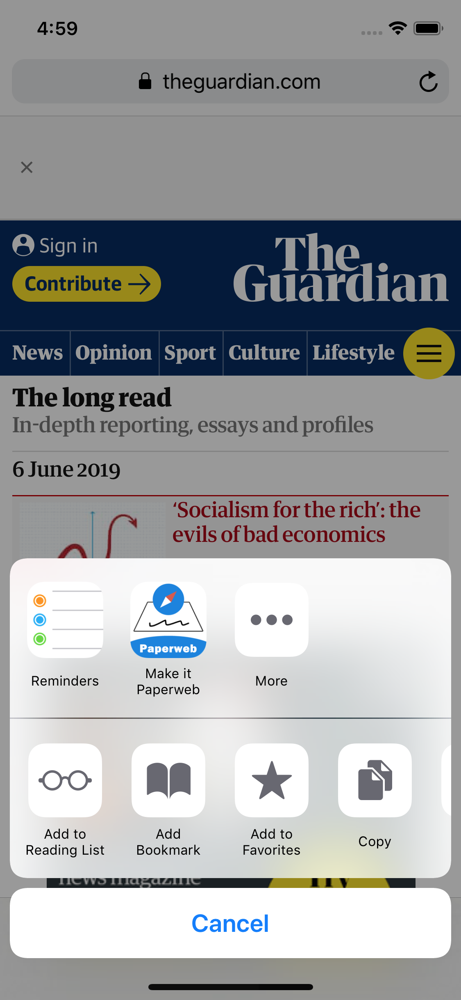 4:59
theguardian.com
Sign in
Contribute
The
Guardian
News
Opinion
Sport
Culture
Lifestyle
The long read
In-depth reporting, essays and profiles
6 June 2019
‘Socialism for the rich’: the
evils of bad economics
Paperweb
Reminders
Make it
Paperweb
More
Add to
Reading List
Add
Bookmark
Add to
Favorites
Copy
news magazine
Cancel